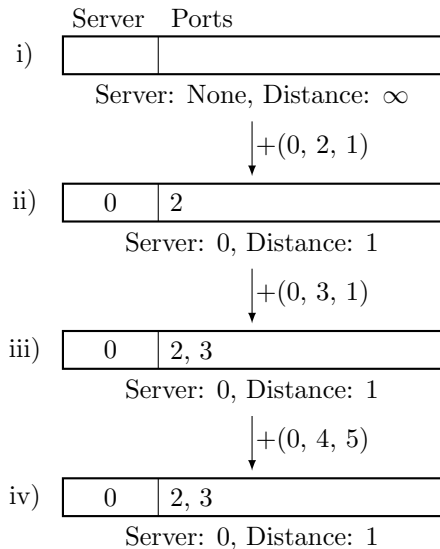 Server Ports
i)
Server: None, Distance: ∞
+(0, 2, 1)
ii) 0 2
Server: 0, Distance: 1
+(0, 3, 1)
iii) 0 2, 3
Server: 0, Distance: 1
+(0, 4, 5)
iv) 0 2, 3
Server: 0, Distance: 1